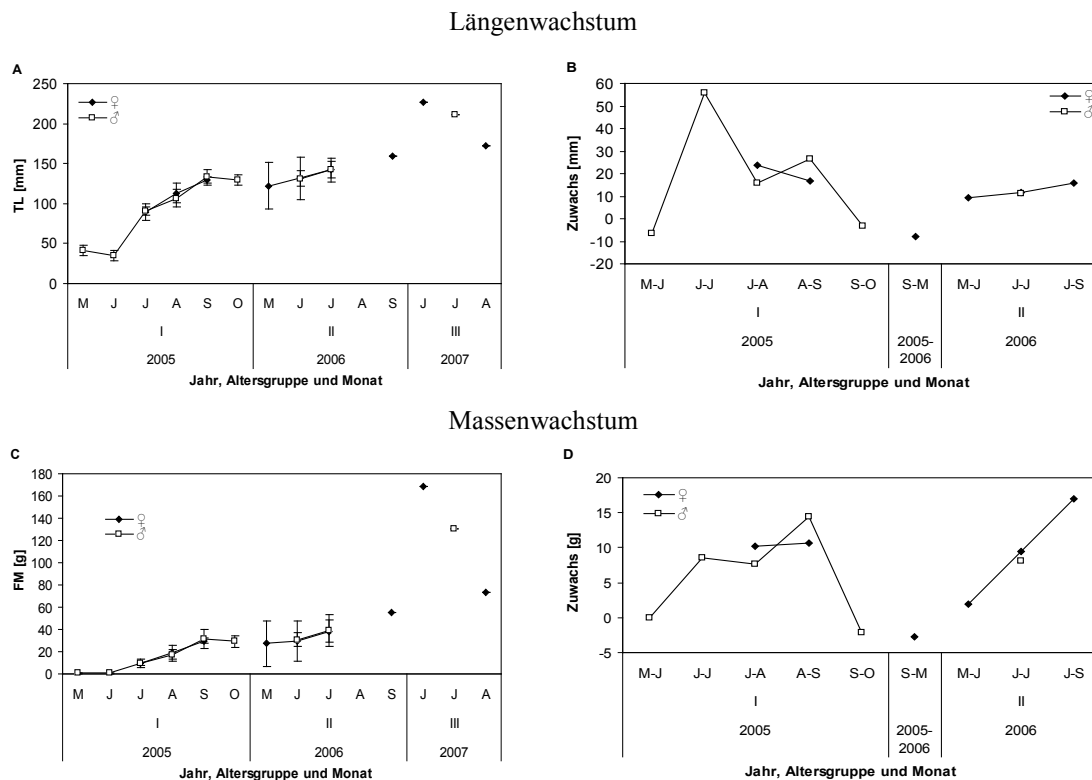 Längenwachstum
A
250
200
150
100
50
0
TL [mm]
♀
♂
M J J A S O M J J A S J J A
I II III
2005 2006 2007
Jahr, Altersgruppe und Monat
B
60
50
40
30
20
10
0
-10
-20
Zuwachs [mm]
♀
♂
M-J J-J J-A A-S S-O S-M M-J J-J J-S
I II
2005 2005-
2006
2006
Jahr, Altersgruppe und Monat
Massenwachstum
C
180
160
140
120
100
80
60
40
20
0
FM [g]
♀
♂
M J J A S O M J J A S J J A
I II III
2005 2006 2007
Jahr, Altersgruppe und Monat
D
20
15
10
5
0
-5
Zuwachs [g]
♀
♂
M-J J-J J-A A-S S-O S-M M-J J-J J-S
I II
2005 2005-
2006
2006
Jahr, Altersgruppe und Monat